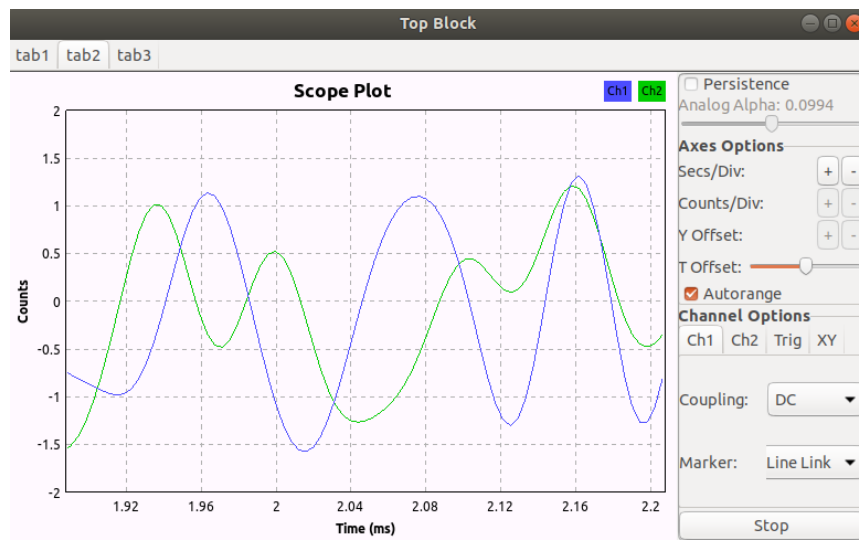 Top Block
tab1 tab2 tab3
Scope Plot
Ch1 Ch2
2
1.5
1
0.5
0
-0.5
-1
-1.5
-2
Counts
1.92 1.96 2 2.04 2.08 2.12 2.16 2.2
Time (ms)
Persistence
Analog Alpha: 0.0994
Axes Options
Secs/Div: + -
Counts/Div: + -
Y Offset: + -
T Offset:
Autorange
Channel Options
Ch1 Ch2 Trig XY
Coupling: DC
Marker: Line Link
Stop